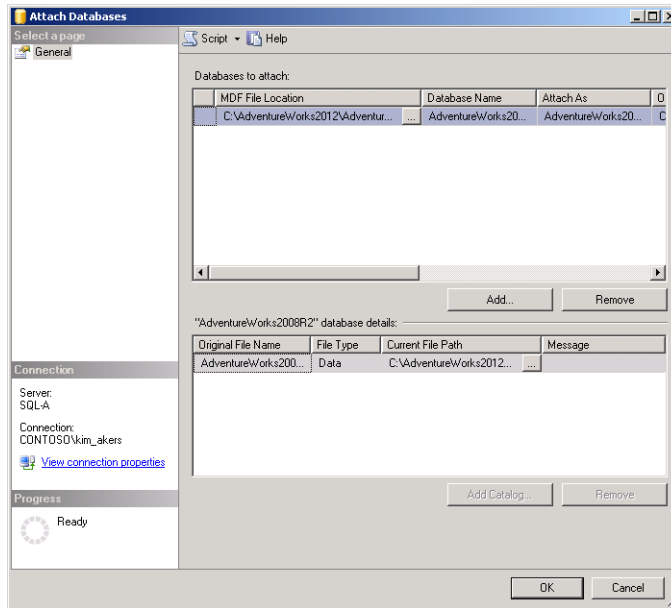 Attach Databases
Select a page
General
Script Help
Databases to attach:
MDF File Location Database Name Attach As O
C:\AdventureWorks2012\Adventur... ... AdventureWorks20... AdventureWorks20... C
Add... Remove
"AdventureWorks2008R2" database details:
Original File Name File Type Current File Path Message
AdventureWorks200... Data C:\AdventureWorks2012... ...
Add Catalog... Remove
Connection
Server:
SQL-A
Connection:
CONTOSO\kim_akers
View connection properties
Progress
Ready
OK Cancel